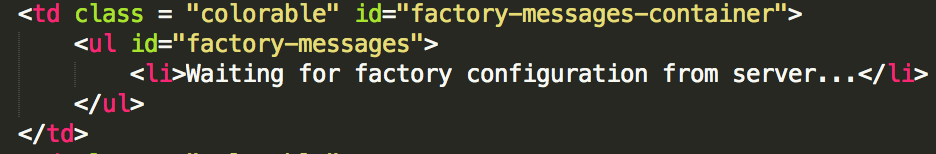 <td class = "colorable" id="factory-messages-container">
<ul id="factory-messages">
<li>Waiting for factory configuration from server...</li>
</ul>
</td>